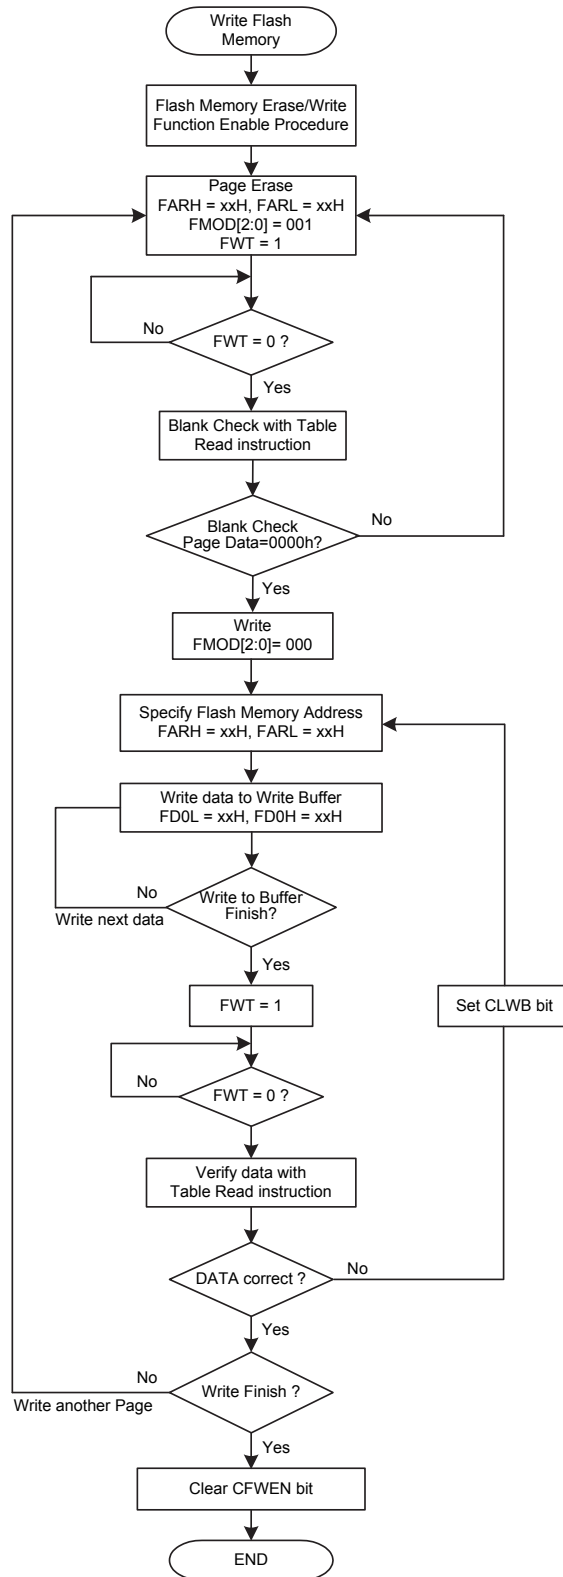 Write Flash
Memory
Flash Memory Erase/Write
Function Enable Procedure
Page Erase
FARH = xxH, FARL = xxH
FMOD[2:0] = 001
FWT = 1
No
FWT = 0 ?
Yes
Blank Check with Table
Read instruction
Blank Check
Page Data=0000h?
No
Yes
Write
FMOD[2:0]= 000
Specify Flash Memory Address
FARH = xxH, FARL = xxH
Write data to Write Buffer
FD0L = xxH, FD0H = xxH
No
Write to Buffer
Finish?
Write next data
Yes
FWT = 1
Set CLWB bit
No
FWT = 0 ?
Verify data with
Table Read instruction
DATA correct ?
No
Yes
No
Write Finish ?
Write another Page
Yes
Clear CFWEN bit
END